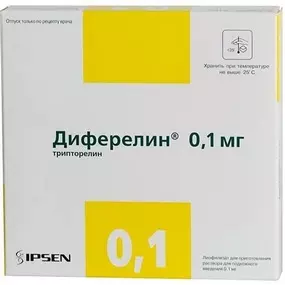 Отпуск только по рецепту врача
Хранить при температуре
не выше 25°C
Диферелин® 0,1 мг
трипторелин
IPSEN
0,1
Лиофилизат для приготовления
раствора для подкожного
введения 0,1 мг